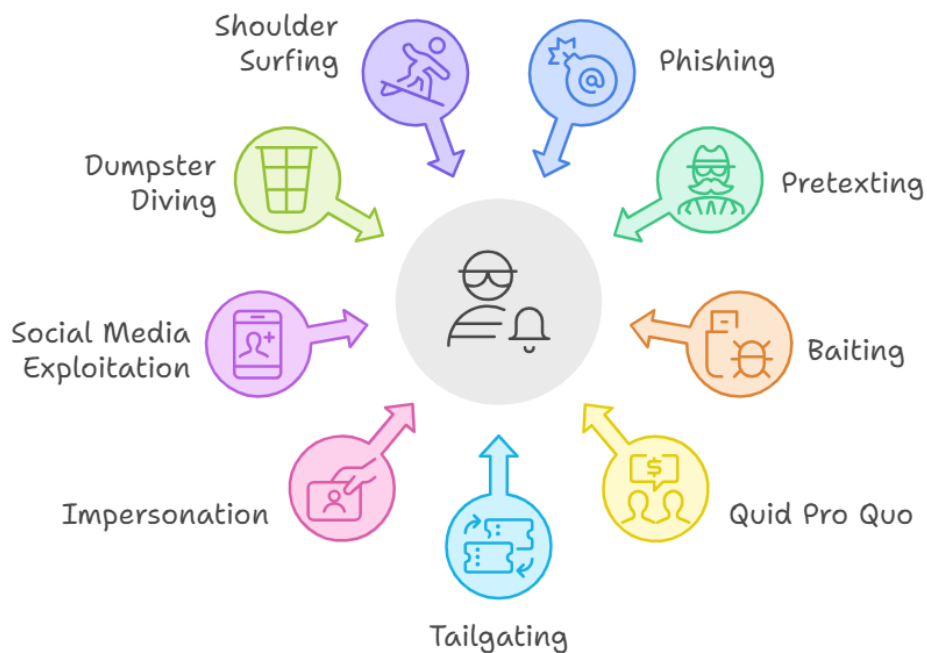 Shoulder
Surfing
Phishing
Dumpster
Diving
Pretexting
Social Media
Exploitation
Baiting
Impersonation
Quid Pro Quo
Tailgating
@
$